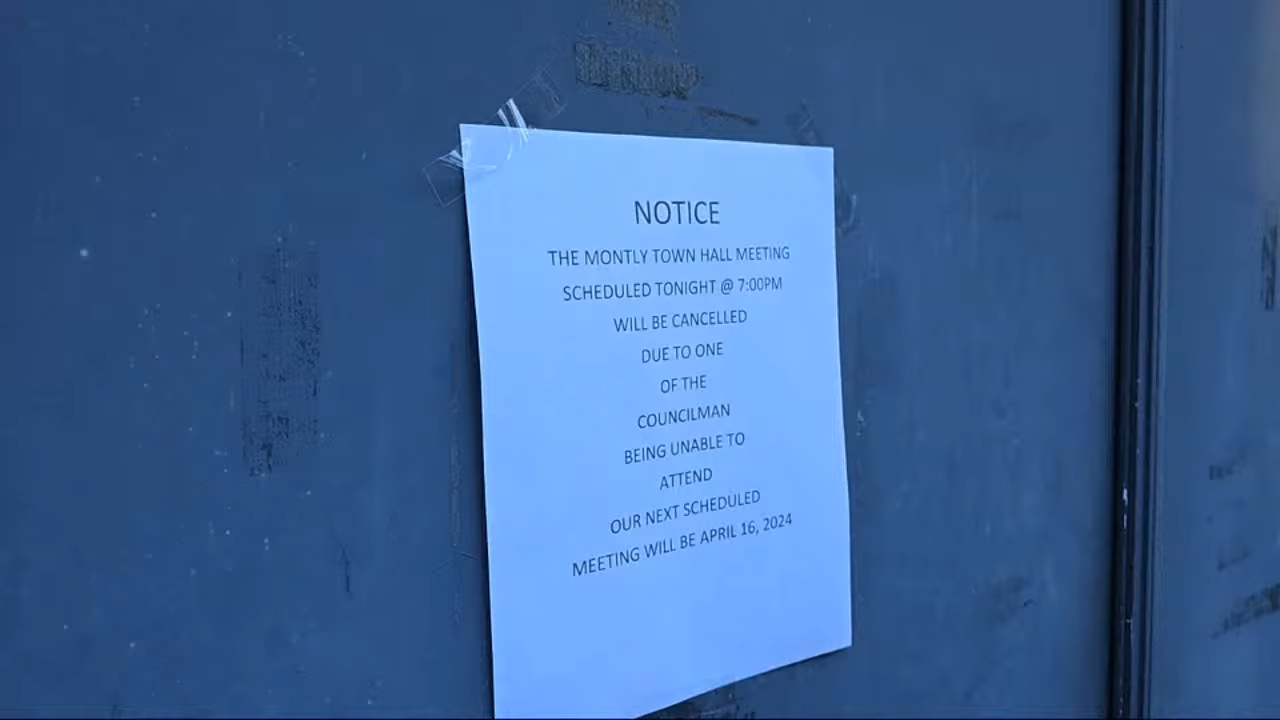 NOTICE
THE MONTLY TOWN HALL MEETING
SCHEDULED TONIGHT @ 7:00PM
WILL BE CANCELLED
DUE TO ONE
OF THE
COUNCILMAN
BEING UNABLE TO
ATTEND
OUR NEXT SCHEDULED
MEETING WILL BE APRIL 16, 2024